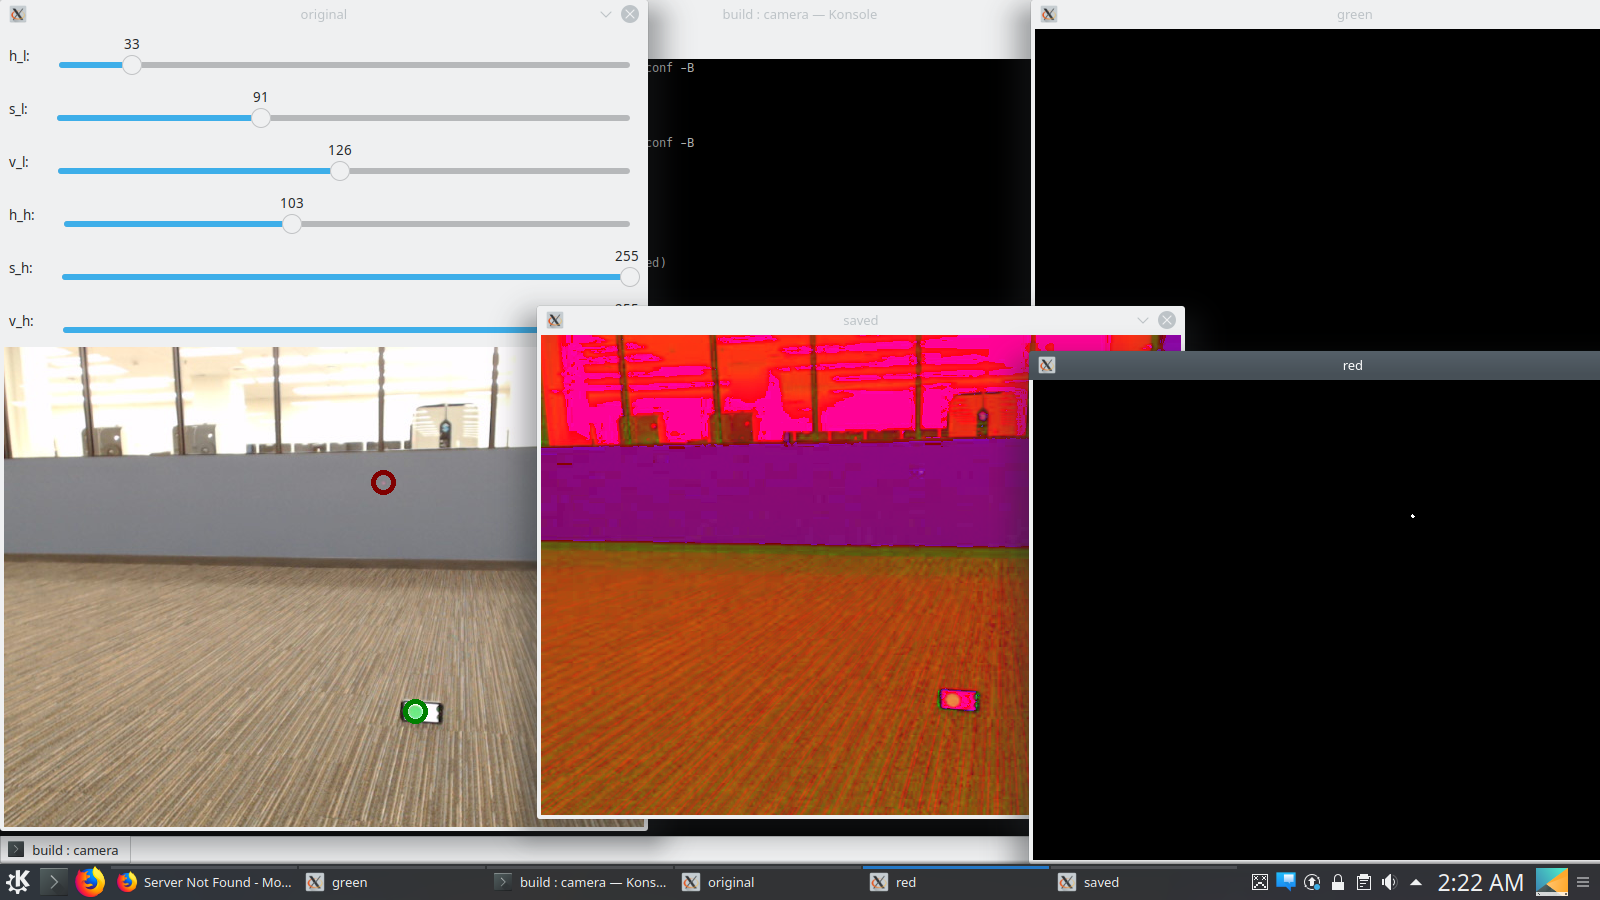 original
build : camera — Konsole
green
h_l:
33
s_l:
91
v_l:
126
h_h:
103
s_h:
255
v_h:
conf -B
conf -B
ed)
saved
red
build : camera
Server Not Found - Mo...
green
build : camera — Kons...
original
red
saved
2:22 AM